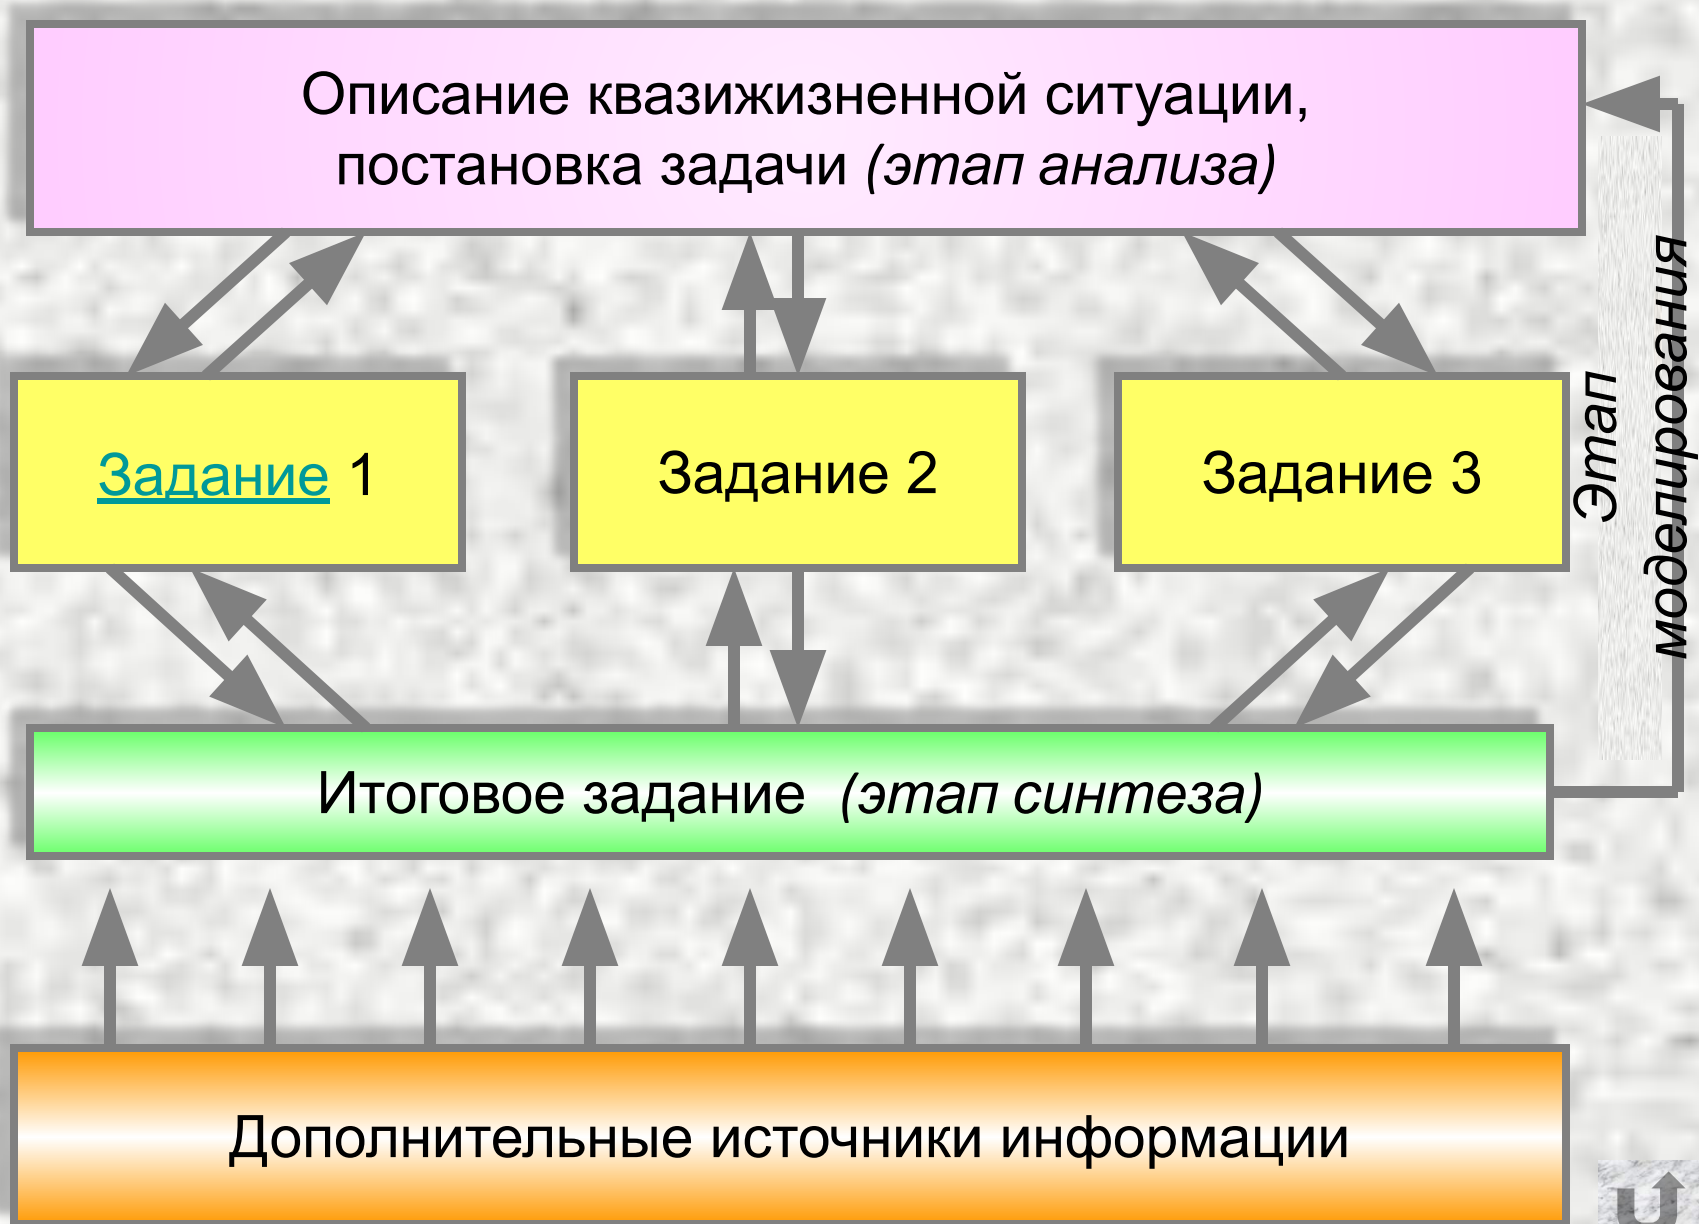 Описание квазижизненной ситуации,
постановка задачи (этап анализа)
Задание 1
Задание 2
Задание 3
Этап
моделирования
Итоговое задание (этап синтеза)
Дополнительные источники информации